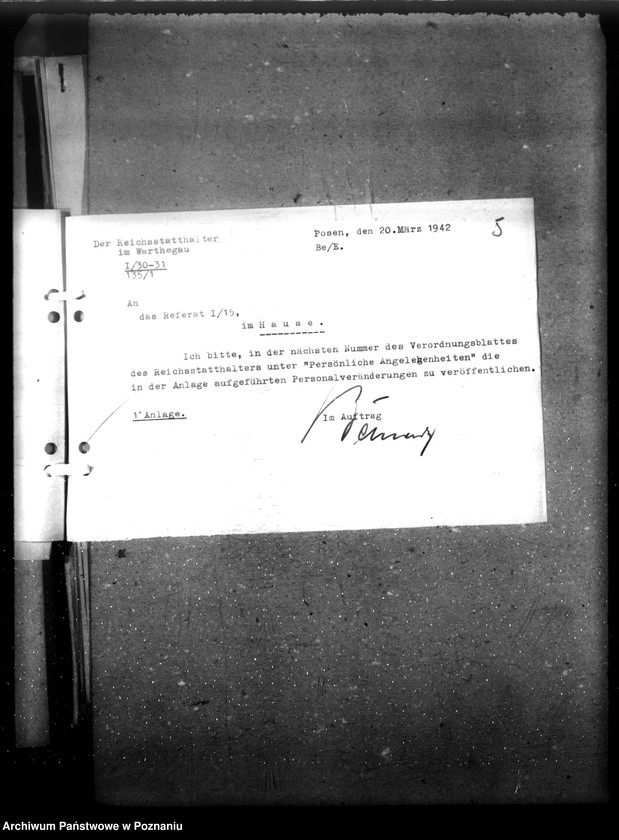 Der Reichsstatthalter
im Warthegau
I/30-31
135/1
Posen, den 20.März 1942
Be/E.
5
An
das Referat I/15,
im Hause.
Ich bitte, in der nächsten Nummer des Verordnungsblattes
des Reichsstatthalters unter "Persönliche Angelegenheiten" die
in der Anlage aufgeführten Personalveränderungen zu veröffentlichen.
1 Anlage.
Im Auftrag
Archiwum Państwowe w Poznaniu